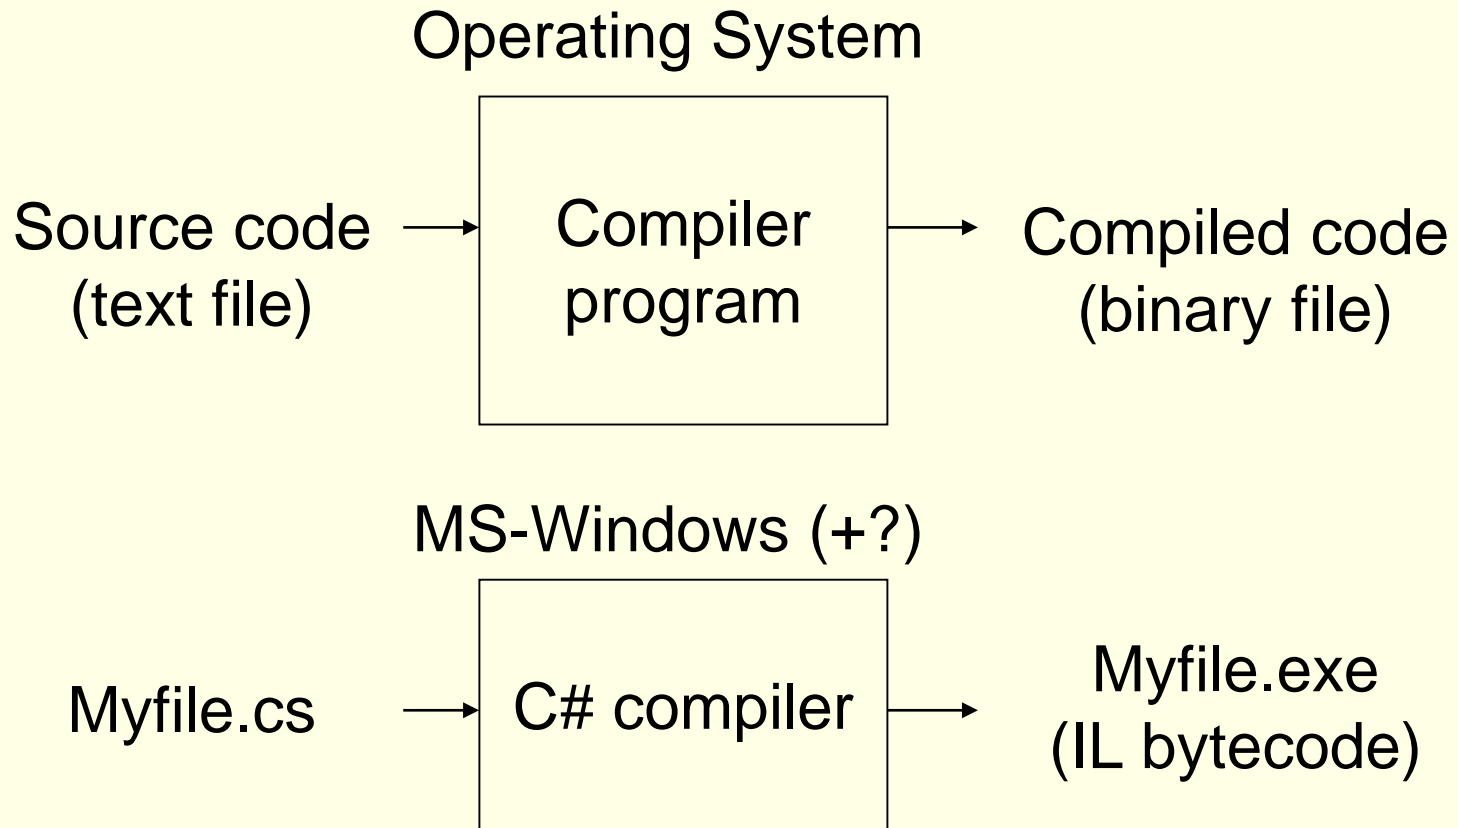 Operating System
Source code
(text file)
Compiler
program
Compiled code
(binary file)
MS-Windows (+?)
Myfile.cs
C# compiler
Myfile.exe
(IL bytecode)